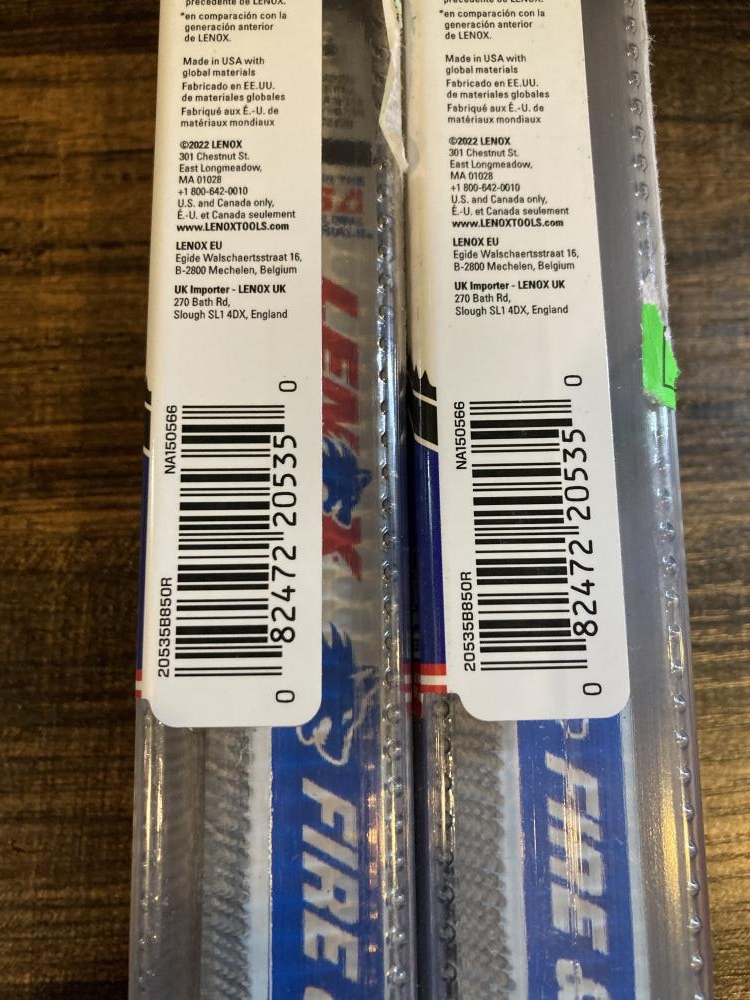 precedente de LENOX.
*en comparación con la
generación anterior
de LENOX.
Made in USA with
global materials
Fabricado en EE.UU.
de materiales globales
Fabriqué aux É.-U. de
matériaux mondiaux
©2022 LENOX
301 Chestnut St.
East Longmeadow,
MA 01028
+1 800-642-0010
U.S. and Canada only,
É.-U. et Canada seulement
www.LENOXTOOLS.com
LENOX EU
Egide Walschaertsstraat 16,
B-2800 Mechelen, Belgium
UK Importer - LENOX UK
270 Bath Rd,
Slough SL1 4DX, England
20535B850R
NA150566
0 82472 20535 0
LENOX
FIRE &
precedente de LENOX.
*en comparación con la
generación anterior
de LENOX.
Made in USA with
global materials
Fabricado en EE.UU.
de materiales globales
Fabriqué aux É.-U. de
matériaux mondiaux
©2022 LENOX
301 Chestnut St.
East Longmeadow,
MA 01028
+1 800-642-0010
U.S. and Canada only,
É.-U. et Canada seulement
www.LENOXTOOLS.com
LENOX EU
Egide Walschaertsstraat 16,
B-2800 Mechelen, Belgium
UK Importer - LENOX UK
270 Bath Rd,
Slough SL1 4DX, England
20535B850R
NA150566
0 82472 20535 0
FIRE &